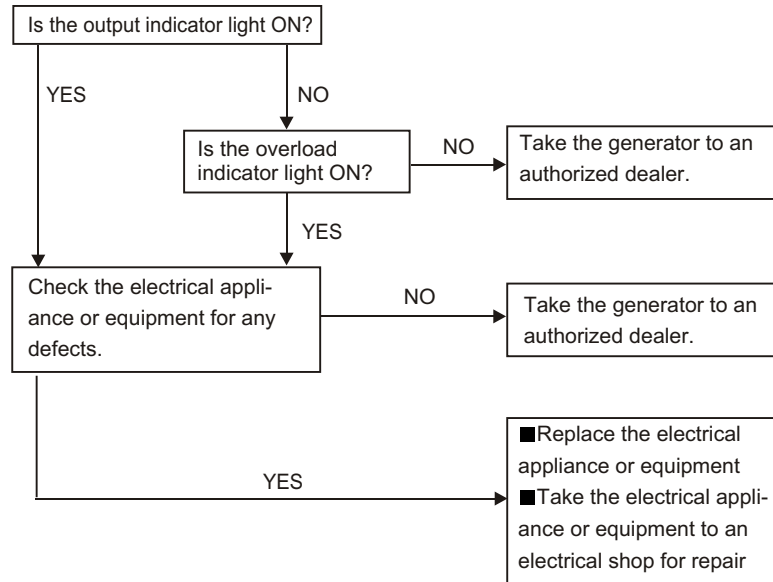 Is the output indicator light ON?
YES
NO
Is the overload
indicator light ON?
NO
Take the generator to an
authorized dealer.
YES
Check the electrical appli-
ance or equipment for any
defects.
NO
Take the generator to an
authorized dealer.
YES
■Replace the electrical
appliance or equipment
■Take the electrical appli-
ance or equipment to an
electrical shop for repair